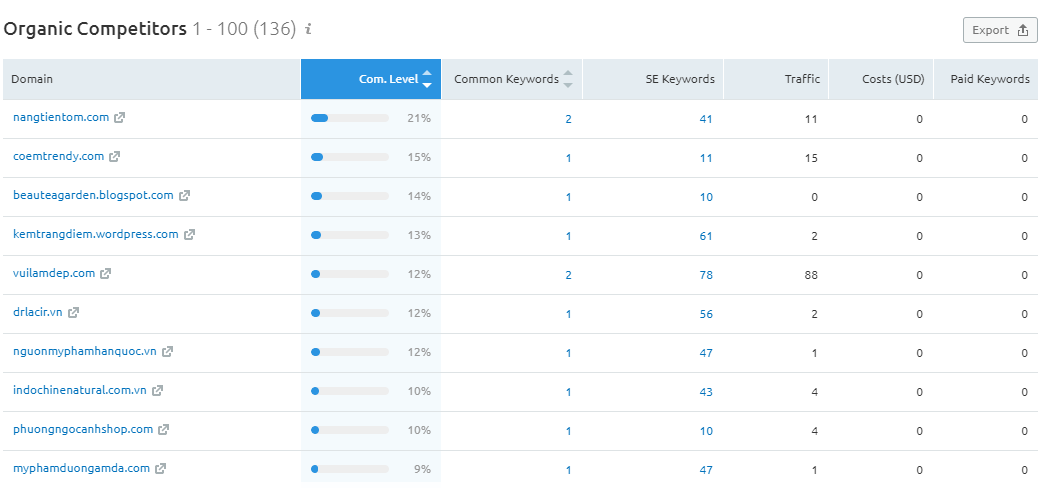 Organic Competitors 1 - 100 (136) i
Export
Domain Com. Level Common Keywords SE Keywords Traffic Costs (USD) Paid Keywords
nangtientom.com 21% 2 41 11 0 0
coemtrendy.com 15% 1 11 15 0 0
beauteagarden.blogspot.com 14% 1 10 0 0 0
kemtrangdiem.wordpress.com 13% 1 61 2 0 0
vuilamdep.com 12% 2 78 88 0 0
drlacir.vn 12% 1 56 2 0 0
nguonmyphamhanquoc.vn 12% 1 47 1 0 0
indochinenatural.com.vn 10% 1 43 4 0 0
phuongngocanhshop.com 10% 1 10 4 0 0
myphamduongamda.com 9% 1 47 1 0 0